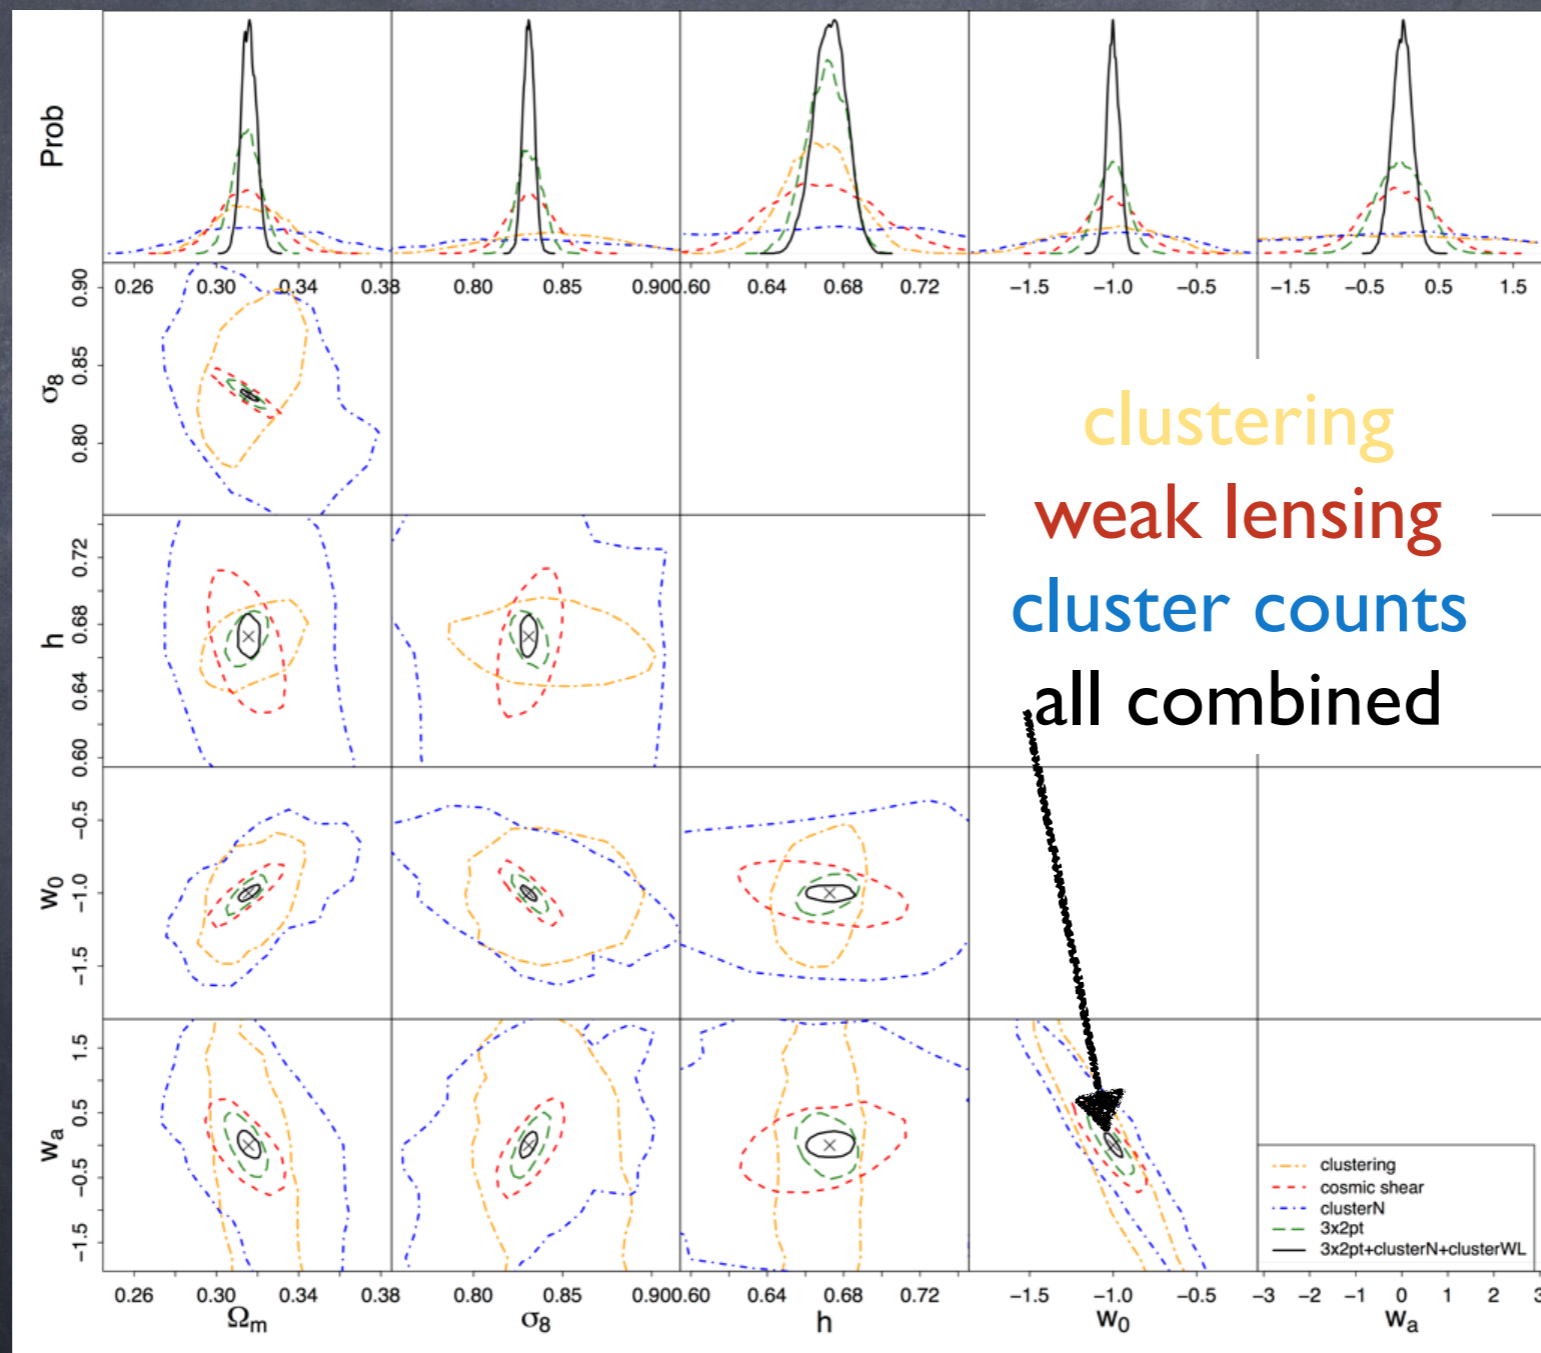 Prob
0.26 0.30 0.34 0.38 0.80 0.85 0.900.60 0.64 0.68 0.72 −1.5 −1.0 −0.5 −1.5 −0.5 0.5 1.5
σ8
0.90
0.85
0.80
clustering
weak lensing
cluster counts
all combined
h
0.72
0.68
0.64
0.60
w0
−0.5
−1.0
−1.5
wa
1.5
0.5
−0.5
−1.5
clustering
cosmic shear
clusterN
3x2pt
3x2pt+clusterN+clusterWL
0.26 0.30 0.34 0.38 0.80 0.85 0.900.60 0.64 0.68 0.72 −1.5 −1.0 −0.5 −3 −2 −1 0 1 2 3
Ωm σ8 h w0 wa